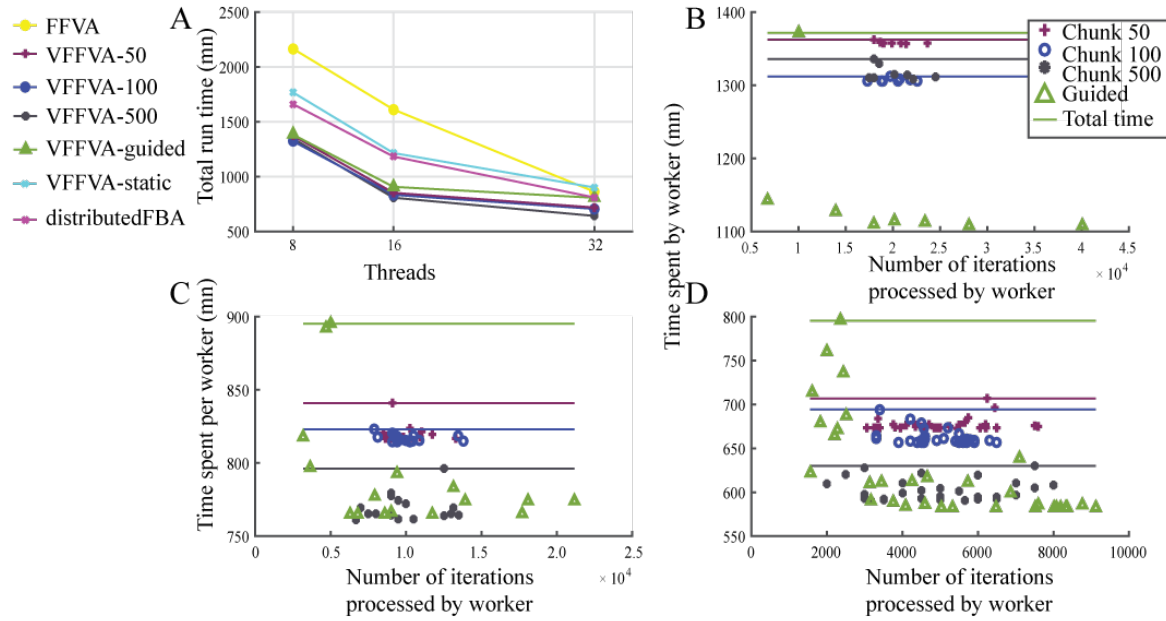 A
FFVA
VFFVA-50
VFFVA-100
VFFVA-500
VFFVA-guided
VFFVA-static
distributedFBA
Total run time (mn)
2500
2000
1500
1000
500
8
16
32
Threads
B
Time spent by worker (mn)
1400
1300
1200
1100
0
0.5
1
1.5
2
2.5
3
3.5
4
4.5
× 10⁴
Number of iterations
processed by worker
Chunk 50
Chunk 100
Chunk 500
Guided
Total time
C
Time spent per worker (mn)
900
850
800
750
0
0.5
1.0
1.5
2.0
2.5
× 10⁴
Number of iterations
processed by worker
D
800
750
700
650
600
550
0
2000
4000
6000
8000
10000
Number of iterations
processed by worker